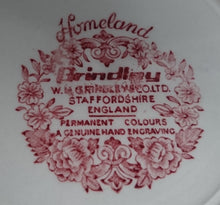 Homeland
Grindley
W.H.GRINDLEY&CO.LTD.
STAFFORDSHIRE
ENGLAND
PERMANENT COLOURS
A GENUINE HAND ENGRAVING